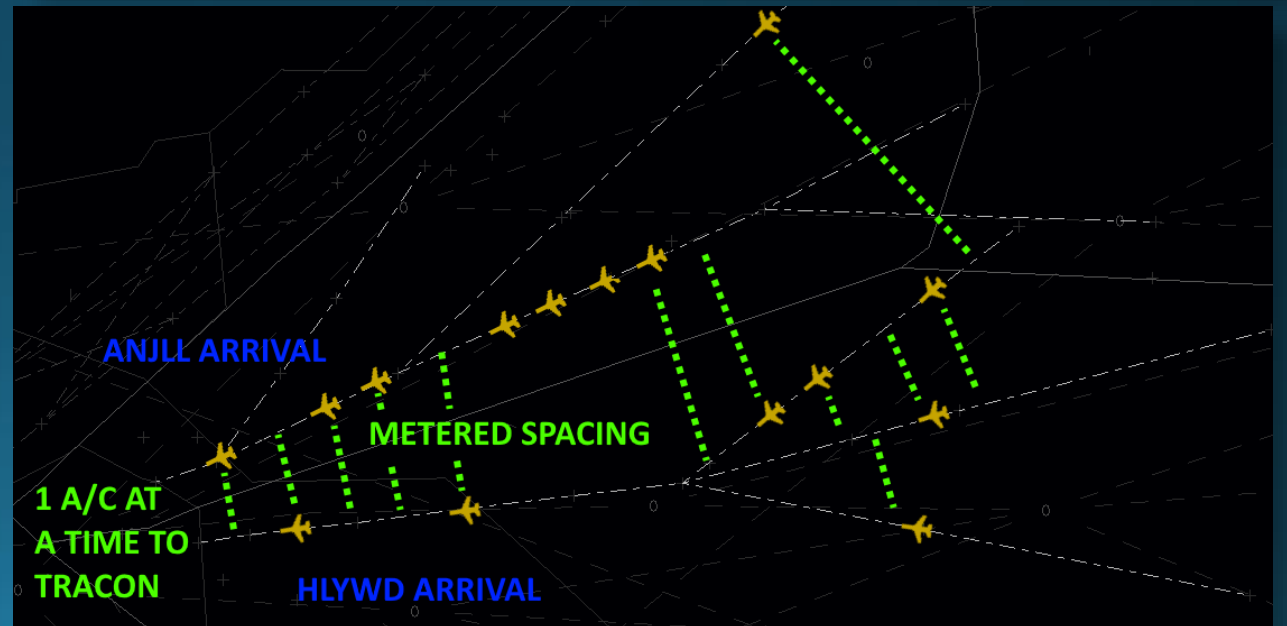 ANJLL ARRIVAL
METERED SPACING
1 A/C AT
A TIME TO
TRACON
HLYWD ARRIVAL